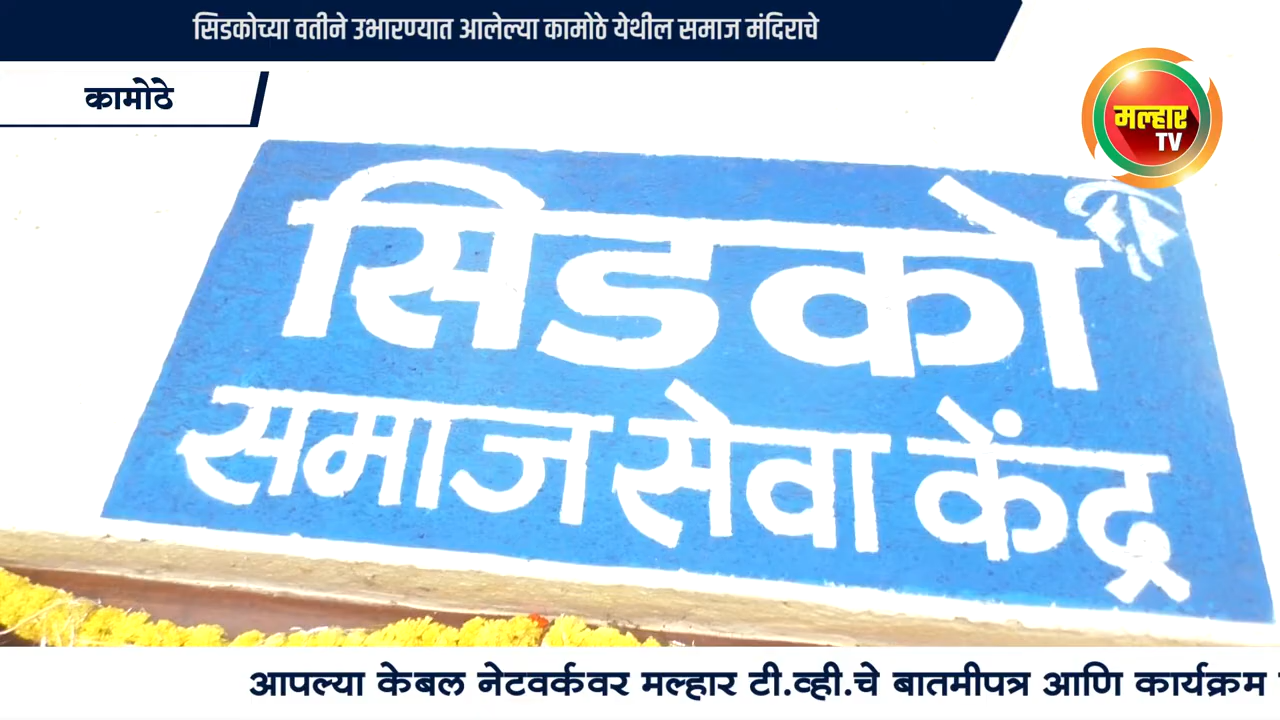 सिडकोच्या वतीने उभारण्यात आलेल्या कामोठे येथील समाज मंदिराचे
कामोठे
मल्हार
TV
सिडको
समाज सेवा केंद्र
आपल्या केबल नेटवर्कवर मल्हार टी.व्ही.चे बातमीपत्र आणि कार्यक्रम